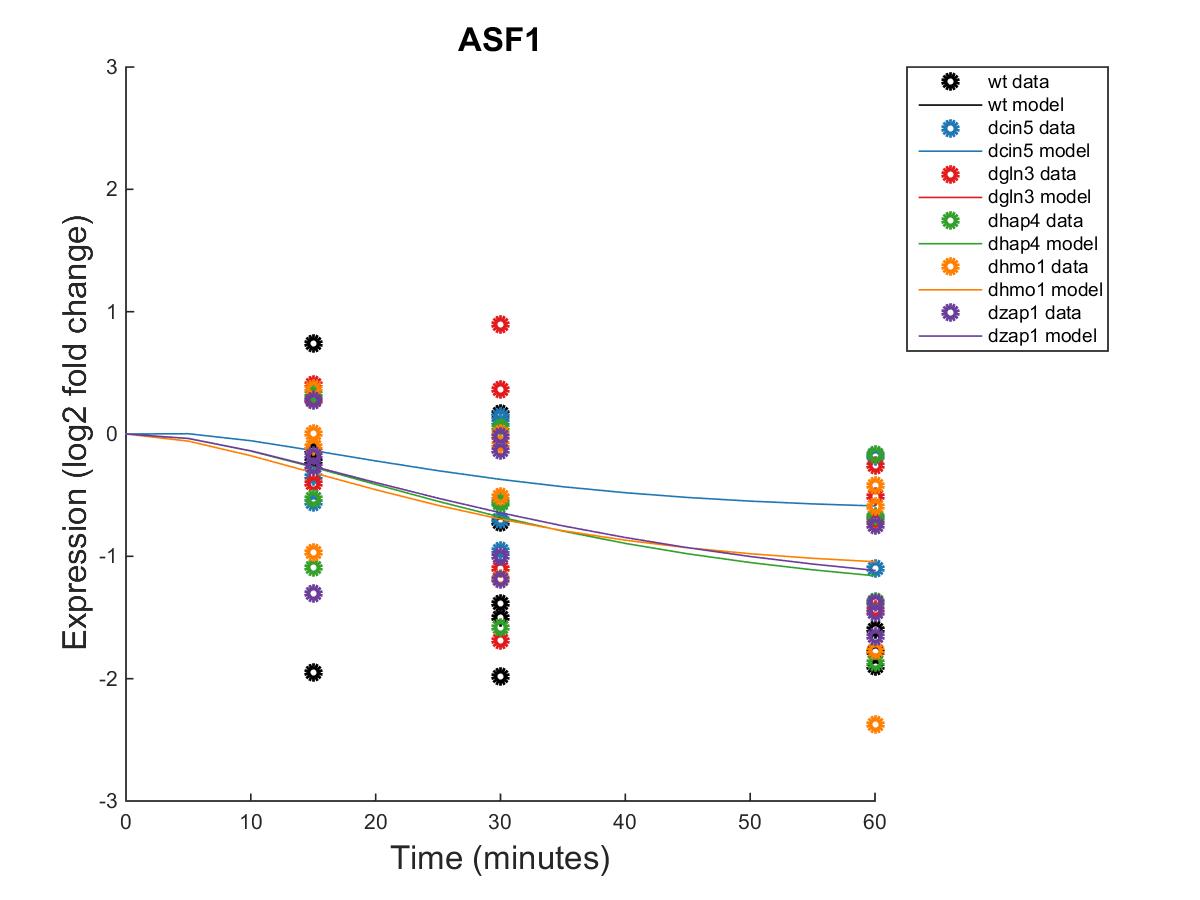 ASF1
Expression (log2 fold change)
3
2
1
0
-1
-2
-3
0
10
20
30
40
50
60
Time (minutes)
wt data
wt model
dcin5 data
dcin5 model
dgln3 data
dgln3 model
dhap4 data
dhap4 model
dhmo1 data
dhmo1 model
dzap1 data
dzap1 model